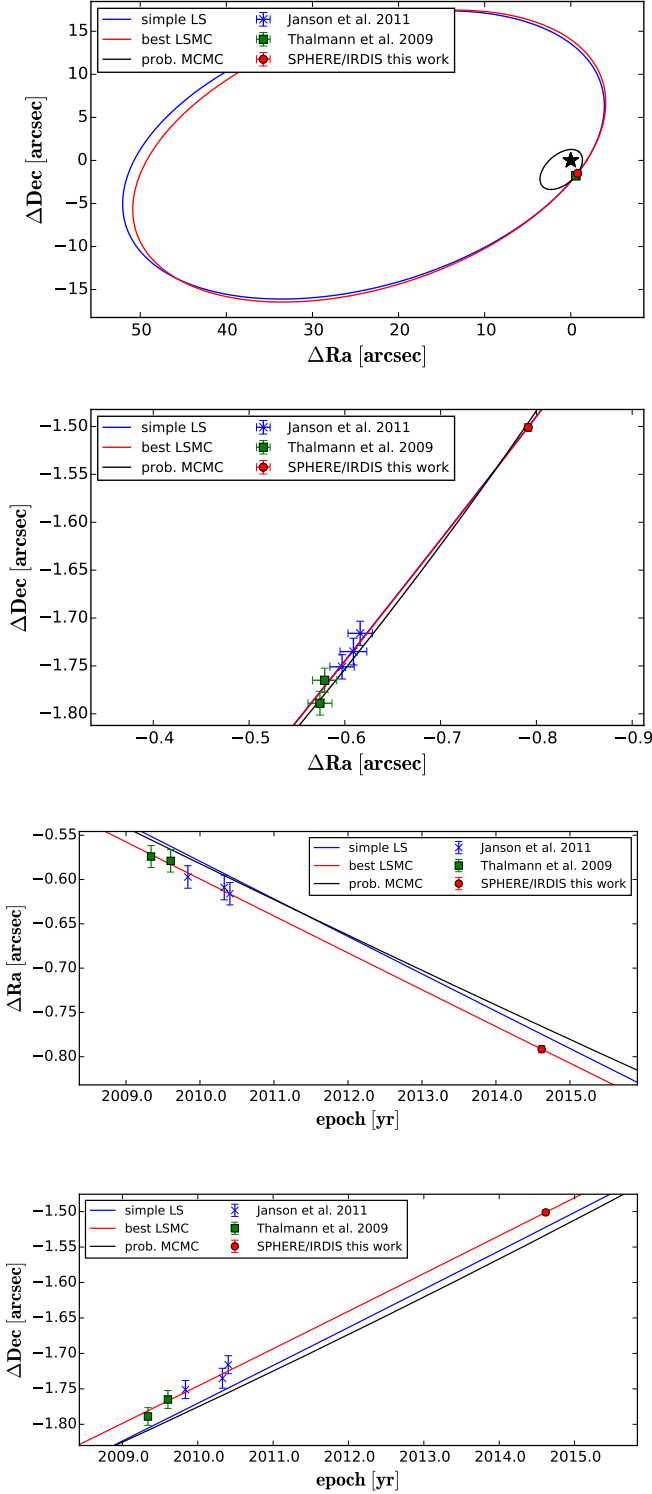 simple LS
best LSMC
prob. MCMC
Janson et al. 2011
Thalmann et al. 2009
SPHERE/IRDIS this work
15
10
5
0
−5
−10
−15
ΔDec [arcsec]
50 40 30 20 10 0
ΔRa [arcsec]
simple LS
best LSMC
prob. MCMC
Janson et al. 2011
Thalmann et al. 2009
SPHERE/IRDIS this work
−1.50
−1.55
−1.60
−1.65
−1.70
−1.75
−1.80
ΔDec [arcsec]
−0.4 −0.5 −0.6 −0.7 −0.8 −0.9
ΔRa [arcsec]
simple LS
best LSMC
prob. MCMC
Janson et al. 2011
Thalmann et al. 2009
SPHERE/IRDIS this work
−0.55
−0.60
−0.65
−0.70
−0.75
−0.80
ΔRa [arcsec]
2009.0 2010.0 2011.0 2012.0 2013.0 2014.0 2015.0
epoch [yr]
simple LS
best LSMC
prob. MCMC
Janson et al. 2011
Thalmann et al. 2009
SPHERE/IRDIS this work
−1.50
−1.55
−1.60
−1.65
−1.70
−1.75
−1.80
ΔDec [arcsec]
2009.0 2010.0 2011.0 2012.0 2013.0 2014.0 2015.0
epoch [yr]